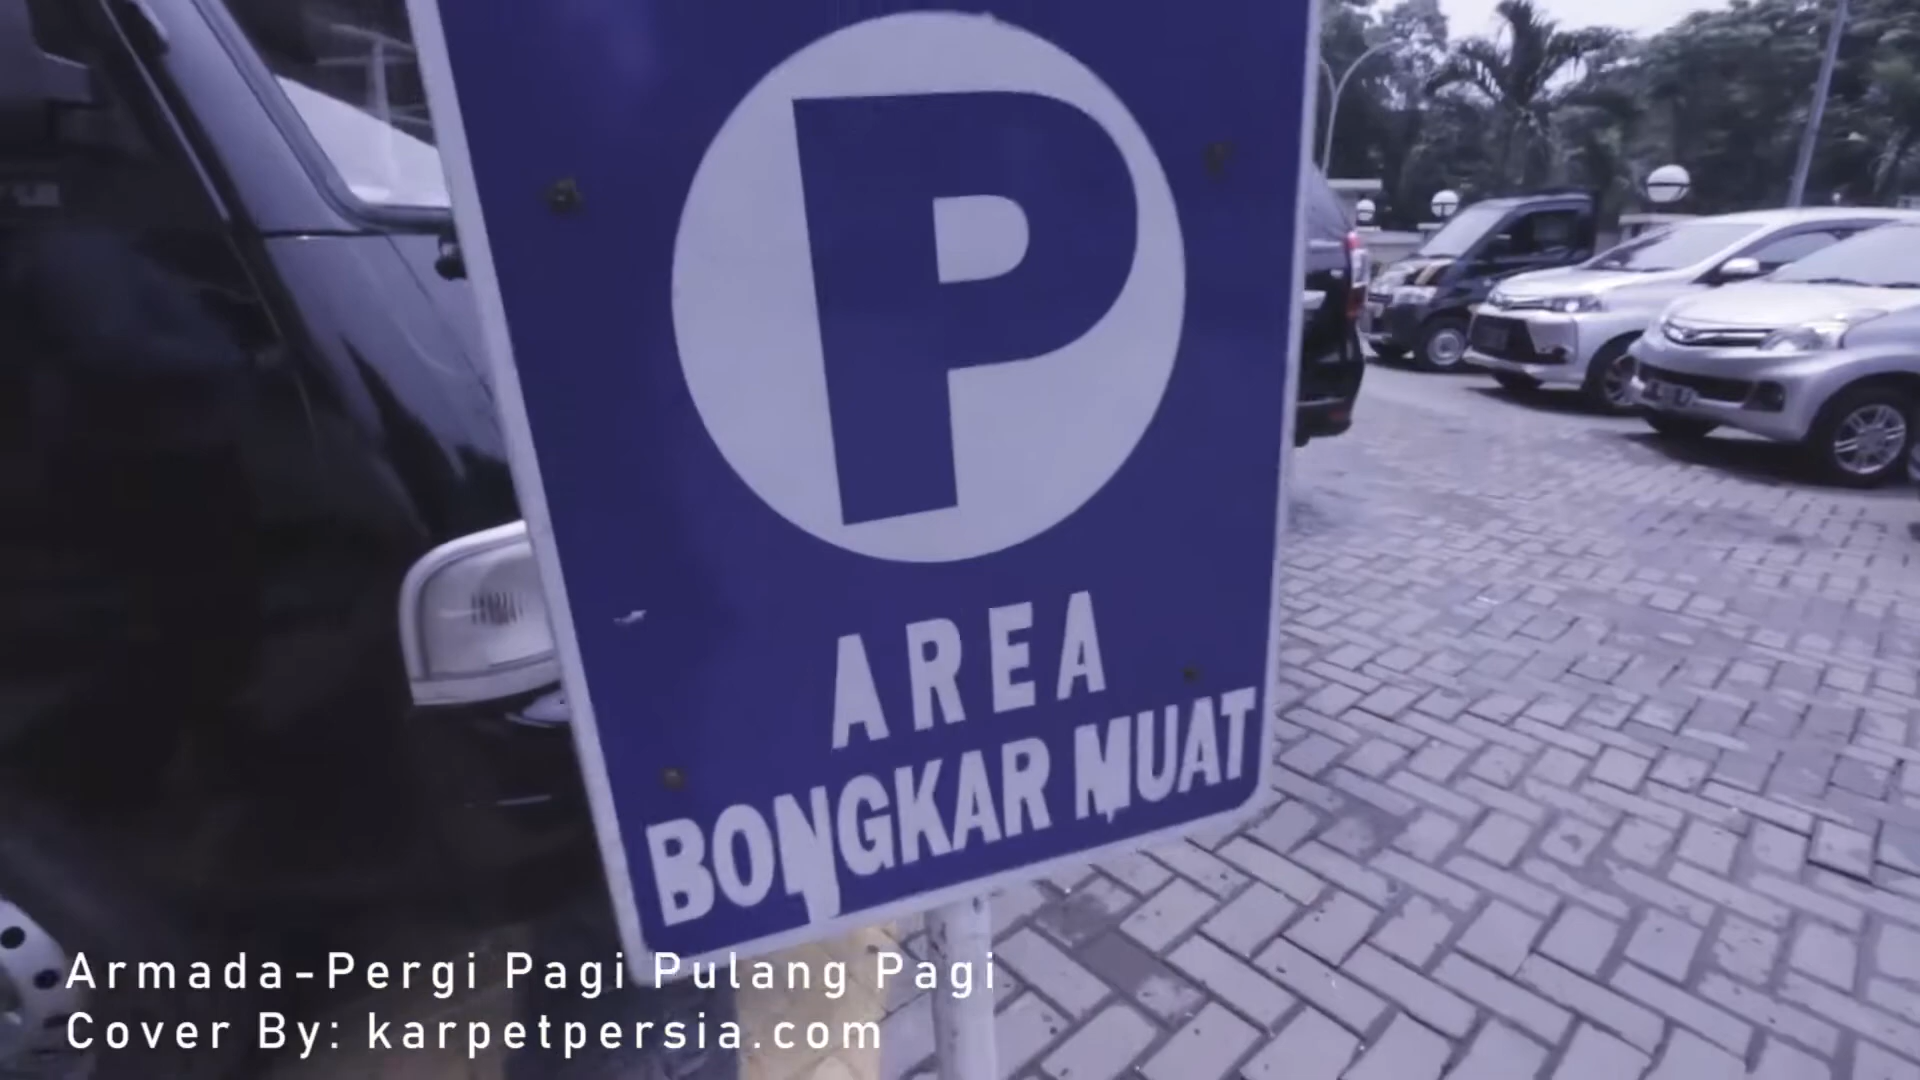 P
AREA
BONGKAR MUAT
Armada-Pergi Pagi Pulang Pagi
Cover By: karpetpersia.com